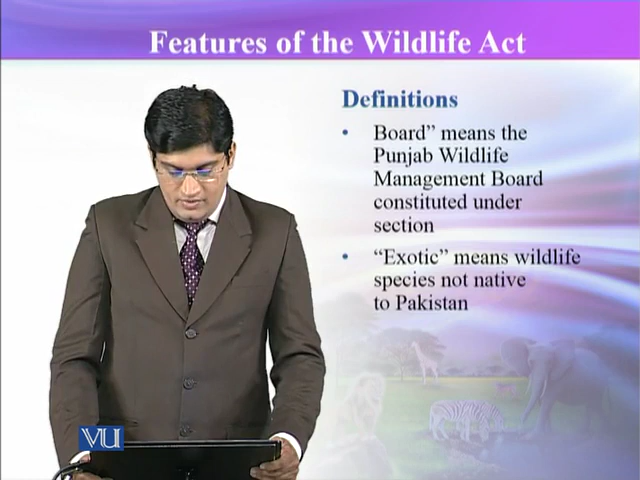 Features of the Wildlife Act
Definitions
• Board” means the
Punjab Wildlife
Management Board
constituted under
section
• “Exotic” means wildlife
species not native
to Pakistan
VU